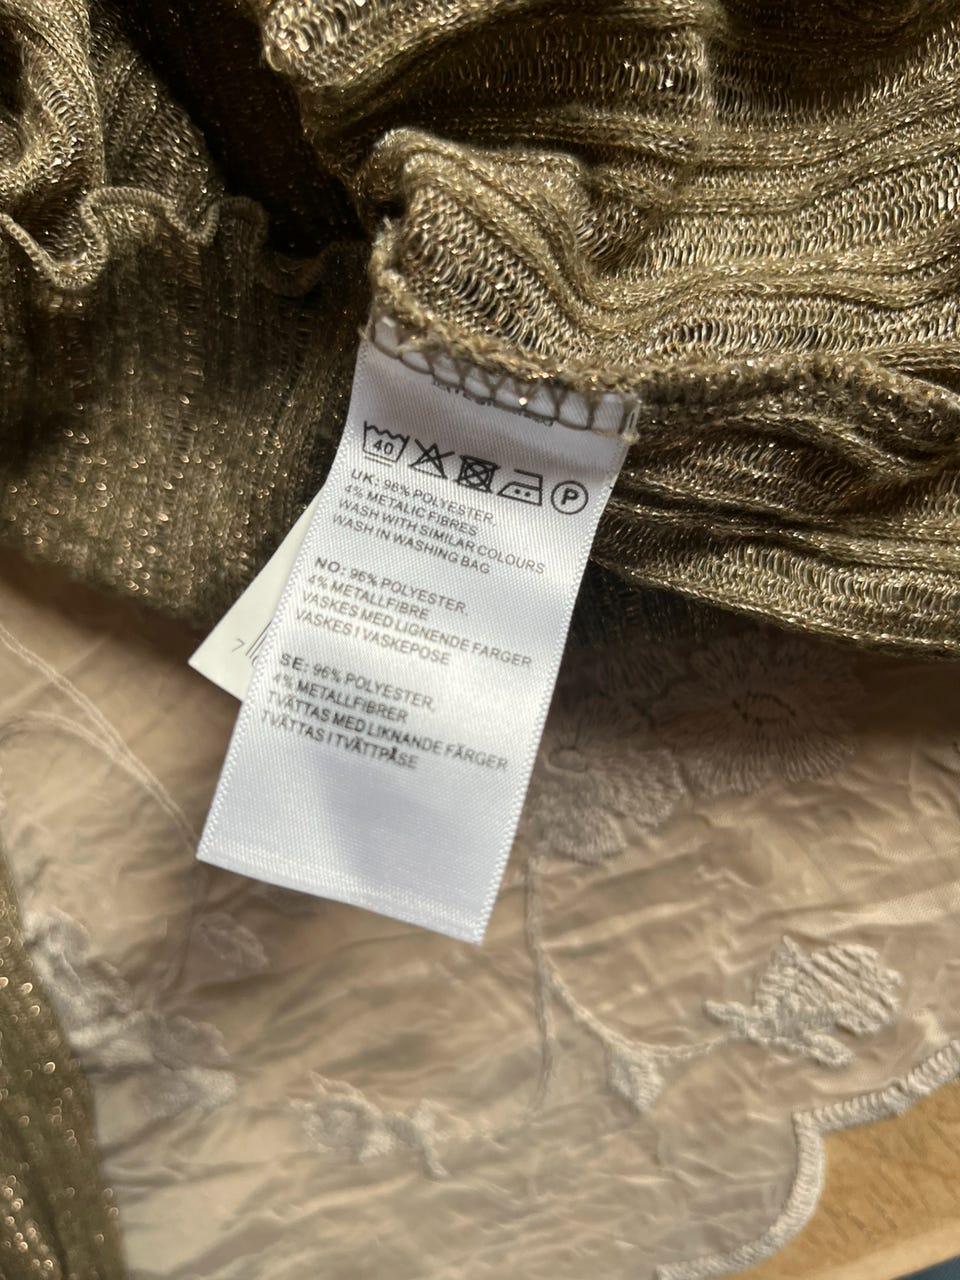 40
P
UK: 96% POLYESTER,
4% METALIC FIBRES
WASH WITH SIMILAR COLOURS
WASH IN WASHING BAG
NO: 96% POLYESTER,
4% METALLFIBRE
VASKES MED LIGNENDE FARGER
VASKES I VASKEPOSE
SE: 96% POLYESTER,
4% METALLFIBRER
TVÄTTAS MED LIKNANDE FÄRGER
TVÄTTAS I TVÄTTPÅSE